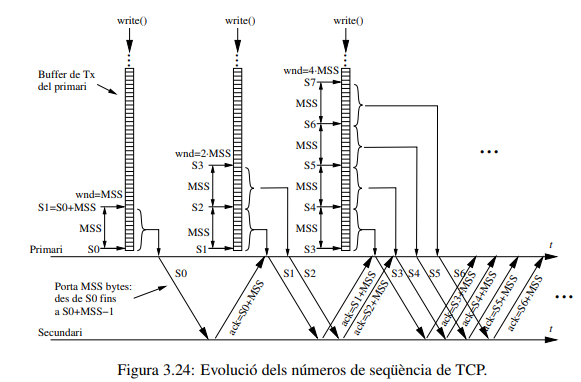 write()
write()
write()
Buffer de Tx
del primari
wnd=MSS
S1=S0+MSS
MSS
S0
wnd=2·MSS
S3
MSS
S2
MSS
S1
wnd=4·MSS
S7
MSS
S6
MSS
S5
MSS
S4
MSS
S3
...
Primari
t
S0
S1
S2
S3
S4
S5
S6
Porta MSS bytes:
des de S0 fins
a S0+MSS−1
ack=S0+MSS
ack=S1+MSS
ack=S2+MSS
ack=S3+MSS
ack=S4+MSS
ack=S5+MSS
ack=S6+MSS
...
Secundari
t
Figura 3.24: Evolució dels números de seqüència de TCP.